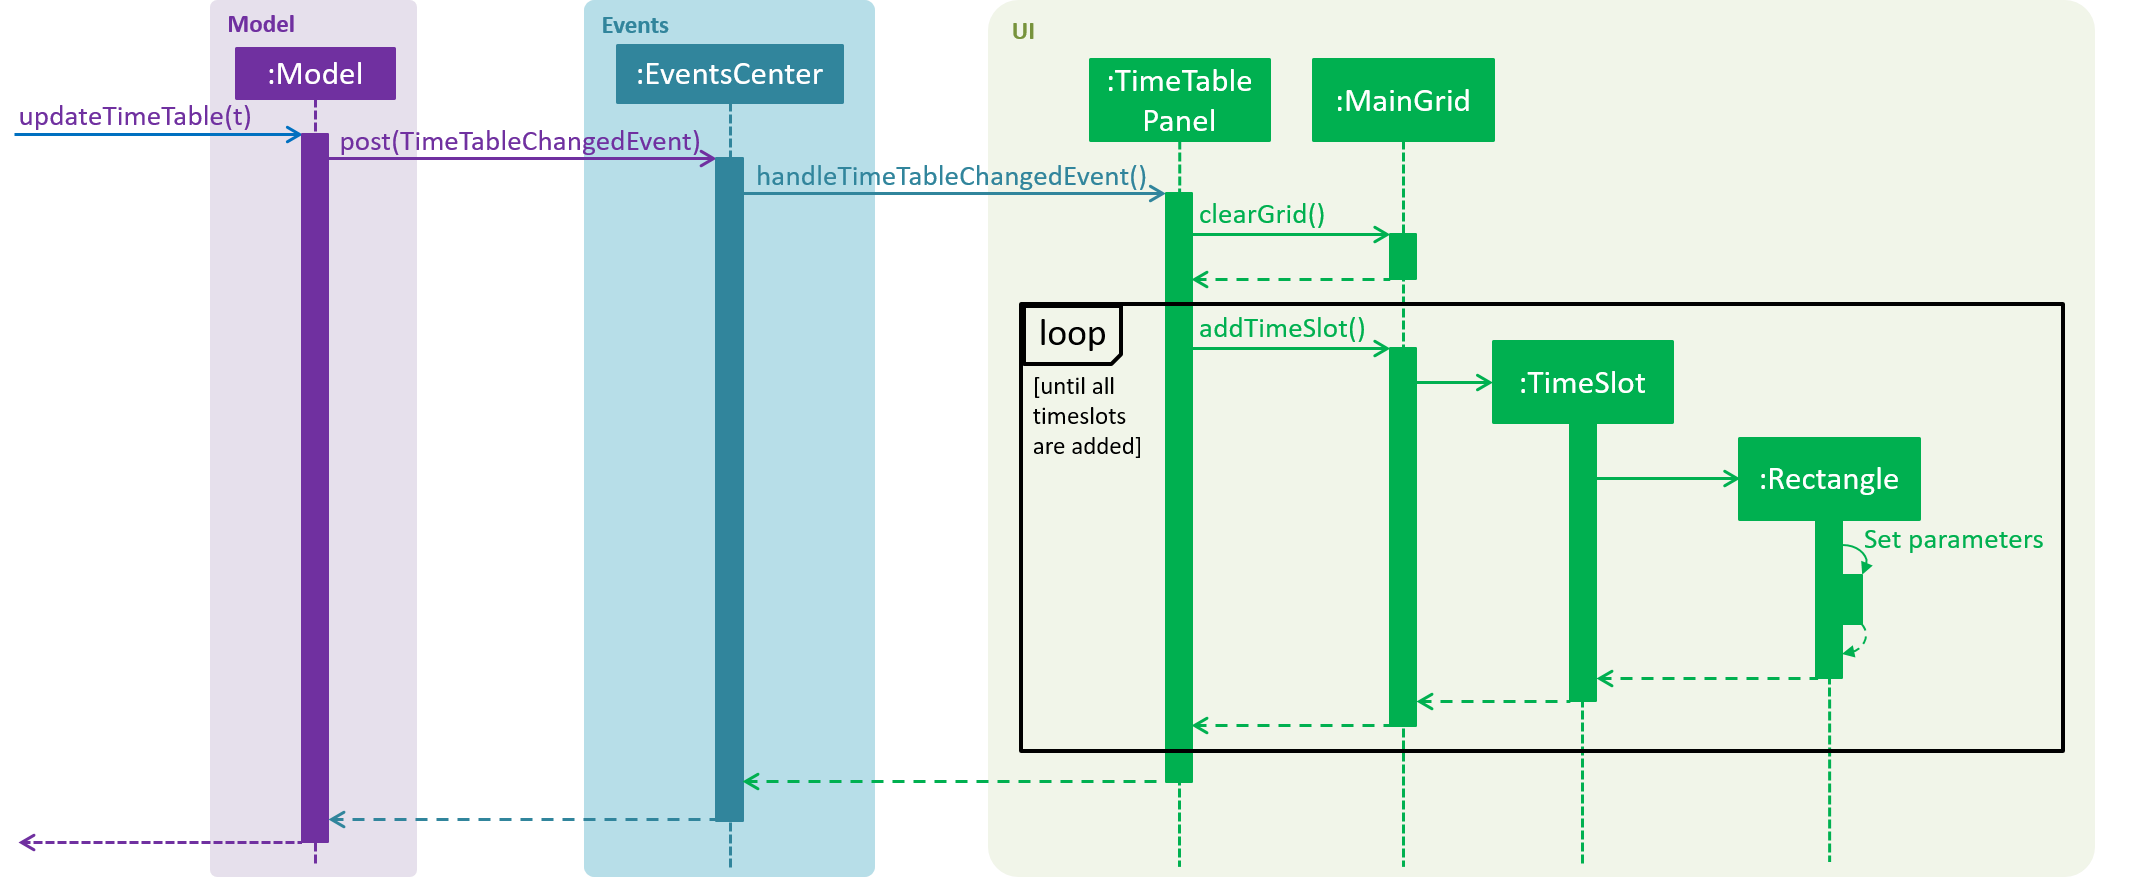 Model
Events
UI
:Model
:EventsCenter
:TimeTable
Panel
:MainGrid
updateTimeTable(t)
post(TimeTableChangedEvent)
handleTimeTableChangedEvent()
clearGrid()
loop
addTimeSlot()
[until all
timeslots
are added]
:TimeSlot
:Rectangle
Set parameters